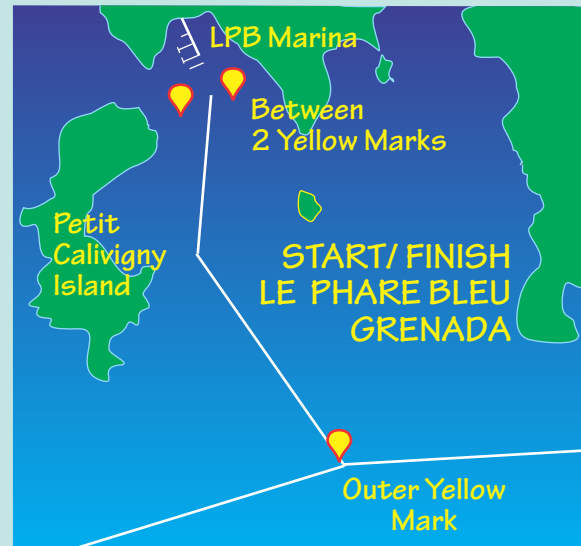 LPB Marina
Between
2 Yellow Marks
Petit
Calivigny
Island
START/ FINISH
LE PHARE BLEU
GRENADA
Outer Yellow
Mark